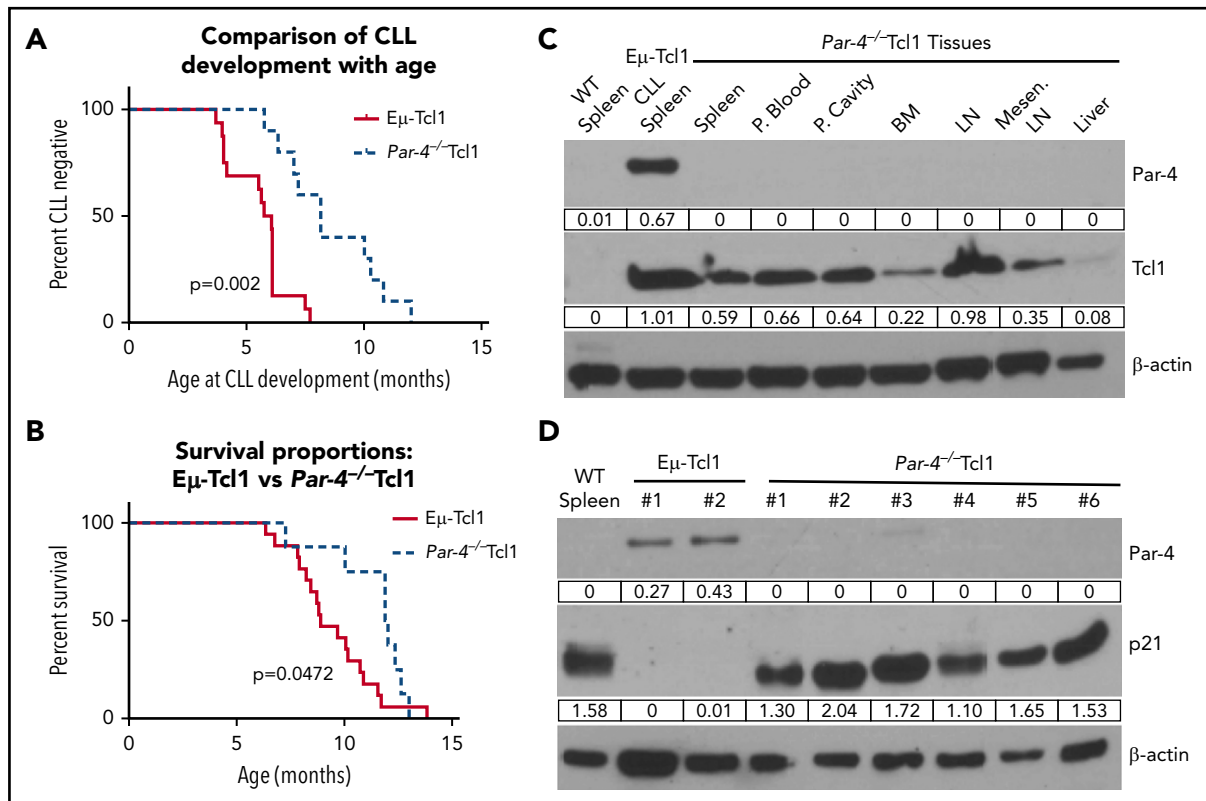 A
Comparison of CLL
development with age
Percent CLL negative
100
50
0
Eμ-Tcl1
Par-4–/–Tcl1
p=0.002
0 5 10 15
Age at CLL development (months)
B
Survival proportions:
Eμ-Tcl1 vs Par-4–/–Tcl1
Percent survival
100
50
0
Eμ-Tcl1
Par-4–/–Tcl1
p=0.0472
0 5 10 15
Age (months)
C
Par-4–/–Tcl1 Tissues
Eμ-Tcl1
WT Spleen
CLL Spleen
Spleen
P. Blood
P. Cavity
BM
LN
Mesen. LN
Liver
Par-4
0.01 0.67 0 0 0 0 0 0 0
Tcl1
0 1.01 0.59 0.66 0.64 0.22 0.98 0.35 0.08
β-actin
D
Eμ-Tcl1 Par-4–/–Tcl1
WT
Spleen #1 #2 #1 #2 #3 #4 #5 #6
Par-4
0 0.27 0.43 0 0 0 0 0 0
p21
1.58 0 0.01 1.30 2.04 1.72 1.10 1.65 1.53
β-actin